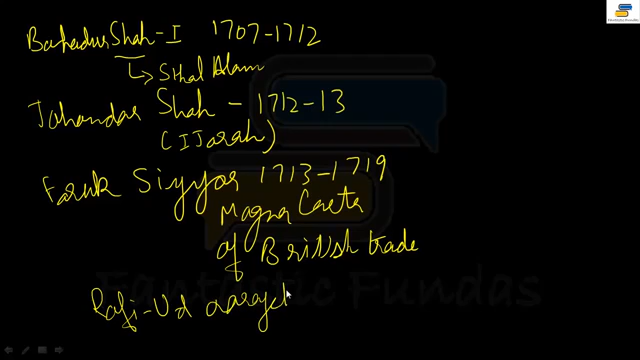 Bahadur Shah-I 1707-1712
↳ Shah Alam
Jahandar Shah - 1712-13
(IJarah)
Faruk Siyyar 1713-1719
Magna Carta
of British trade
Rafi-Ud
Fantastic Fundas